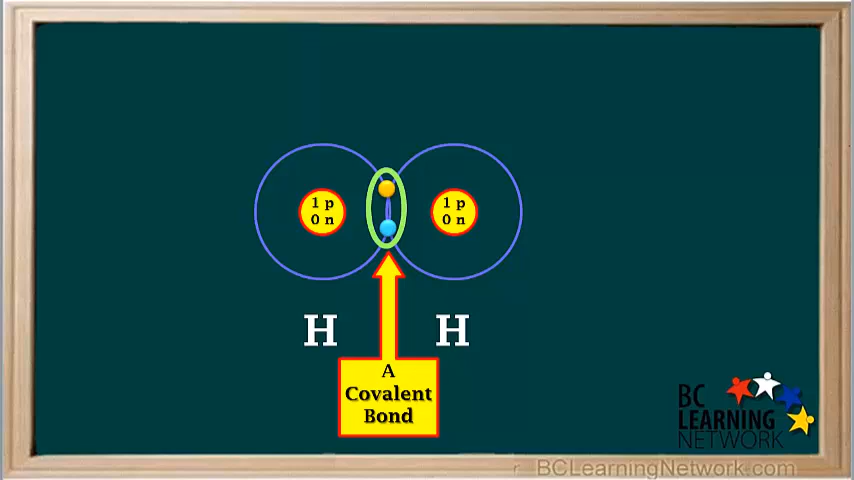 1 p
0 n
1 p
0 n
H
H
A
Covalent
Bond
BC
LEARNING
NETWORK
BCLearningNetwork.com